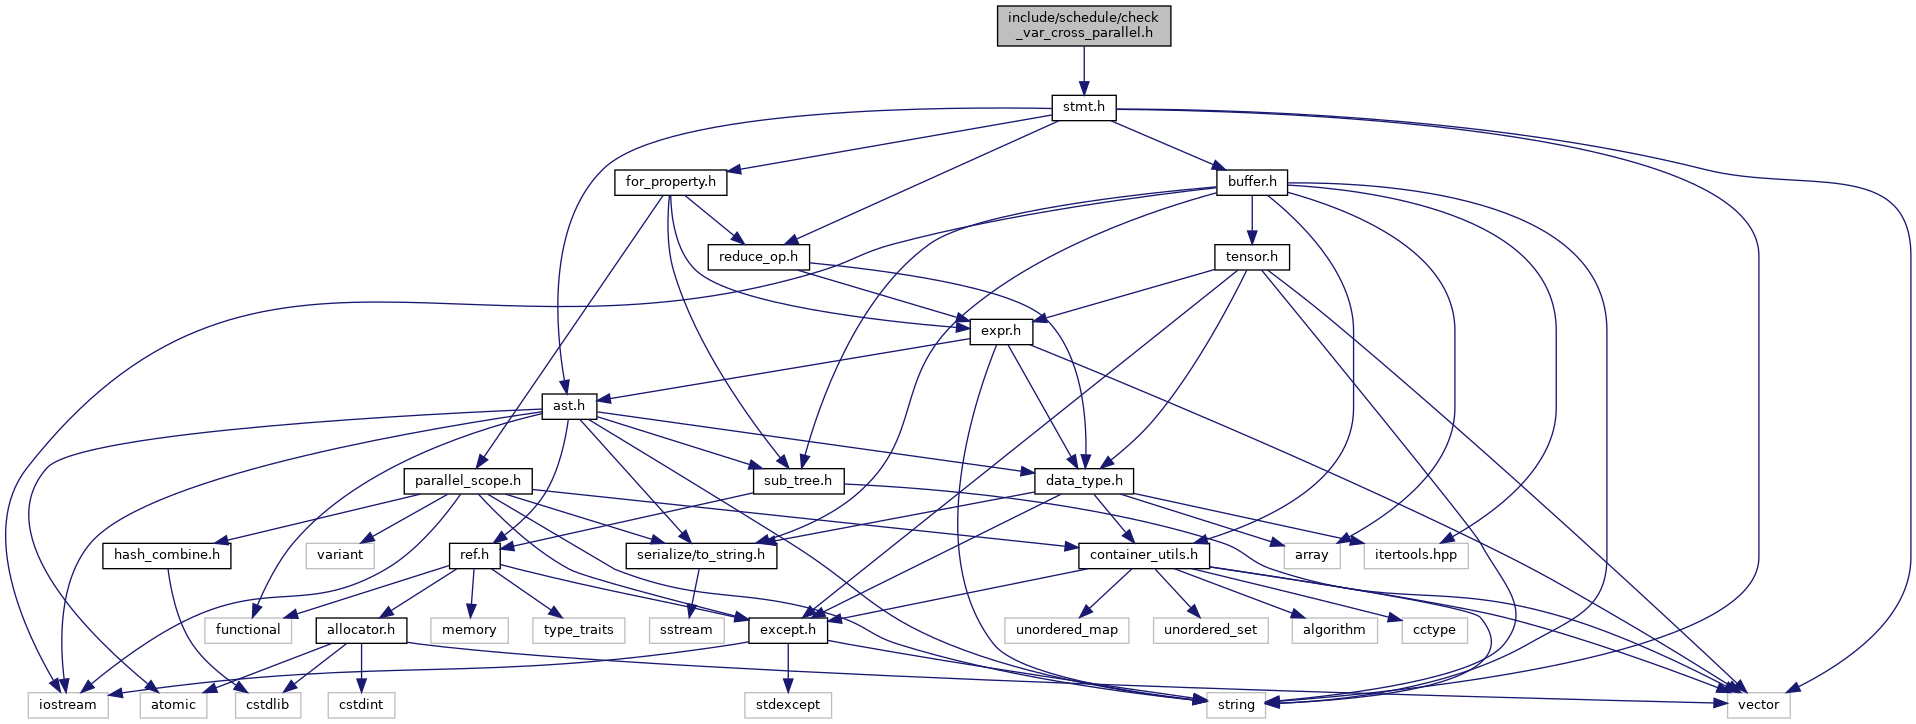 include/schedule/check
_var_cross_parallel.h
stmt.h
for_property.h
buffer.h
reduce_op.h
tensor.h
expr.h
ast.h
parallel_scope.h
sub_tree.h
data_type.h
hash_combine.h
variant
ref.h
serialize/to_string.h
container_utils.h
array
itertools.hpp
functional
allocator.h
memory
type_traits
sstream
except.h
unordered_map
unordered_set
algorithm
cctype
iostream
atomic
cstdlib
cstdint
stdexcept
string
vector